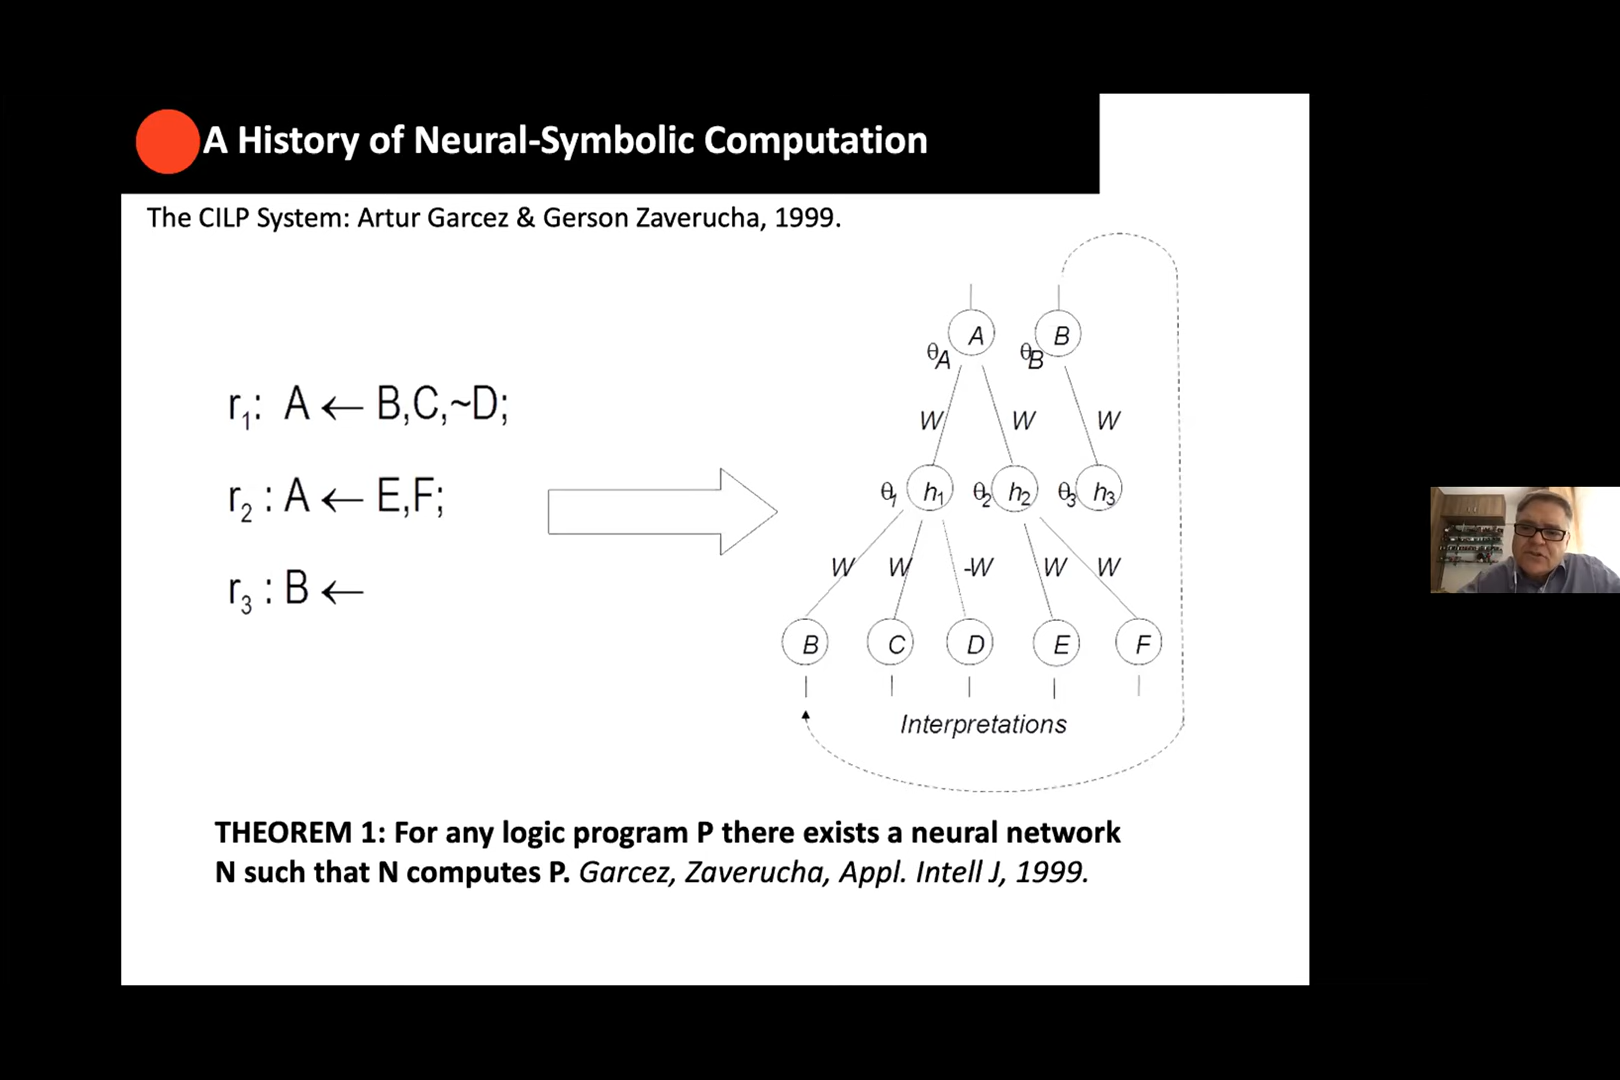 A History of Neural-Symbolic Computation
The CILP System: Artur Garcez & Gerson Zaverucha, 1999.
r1: A ← B,C,~D;
r2 : A ← E,F;
r3 : B ←
A B
θA θB
W W W
θ1 h1 θ2 h2 θ3 h3
W W -W W W
B C D E F
Interpretations
THEOREM 1: For any logic program P there exists a neural network
N such that N computes P. Garcez, Zaverucha, Appl. Intell J, 1999.